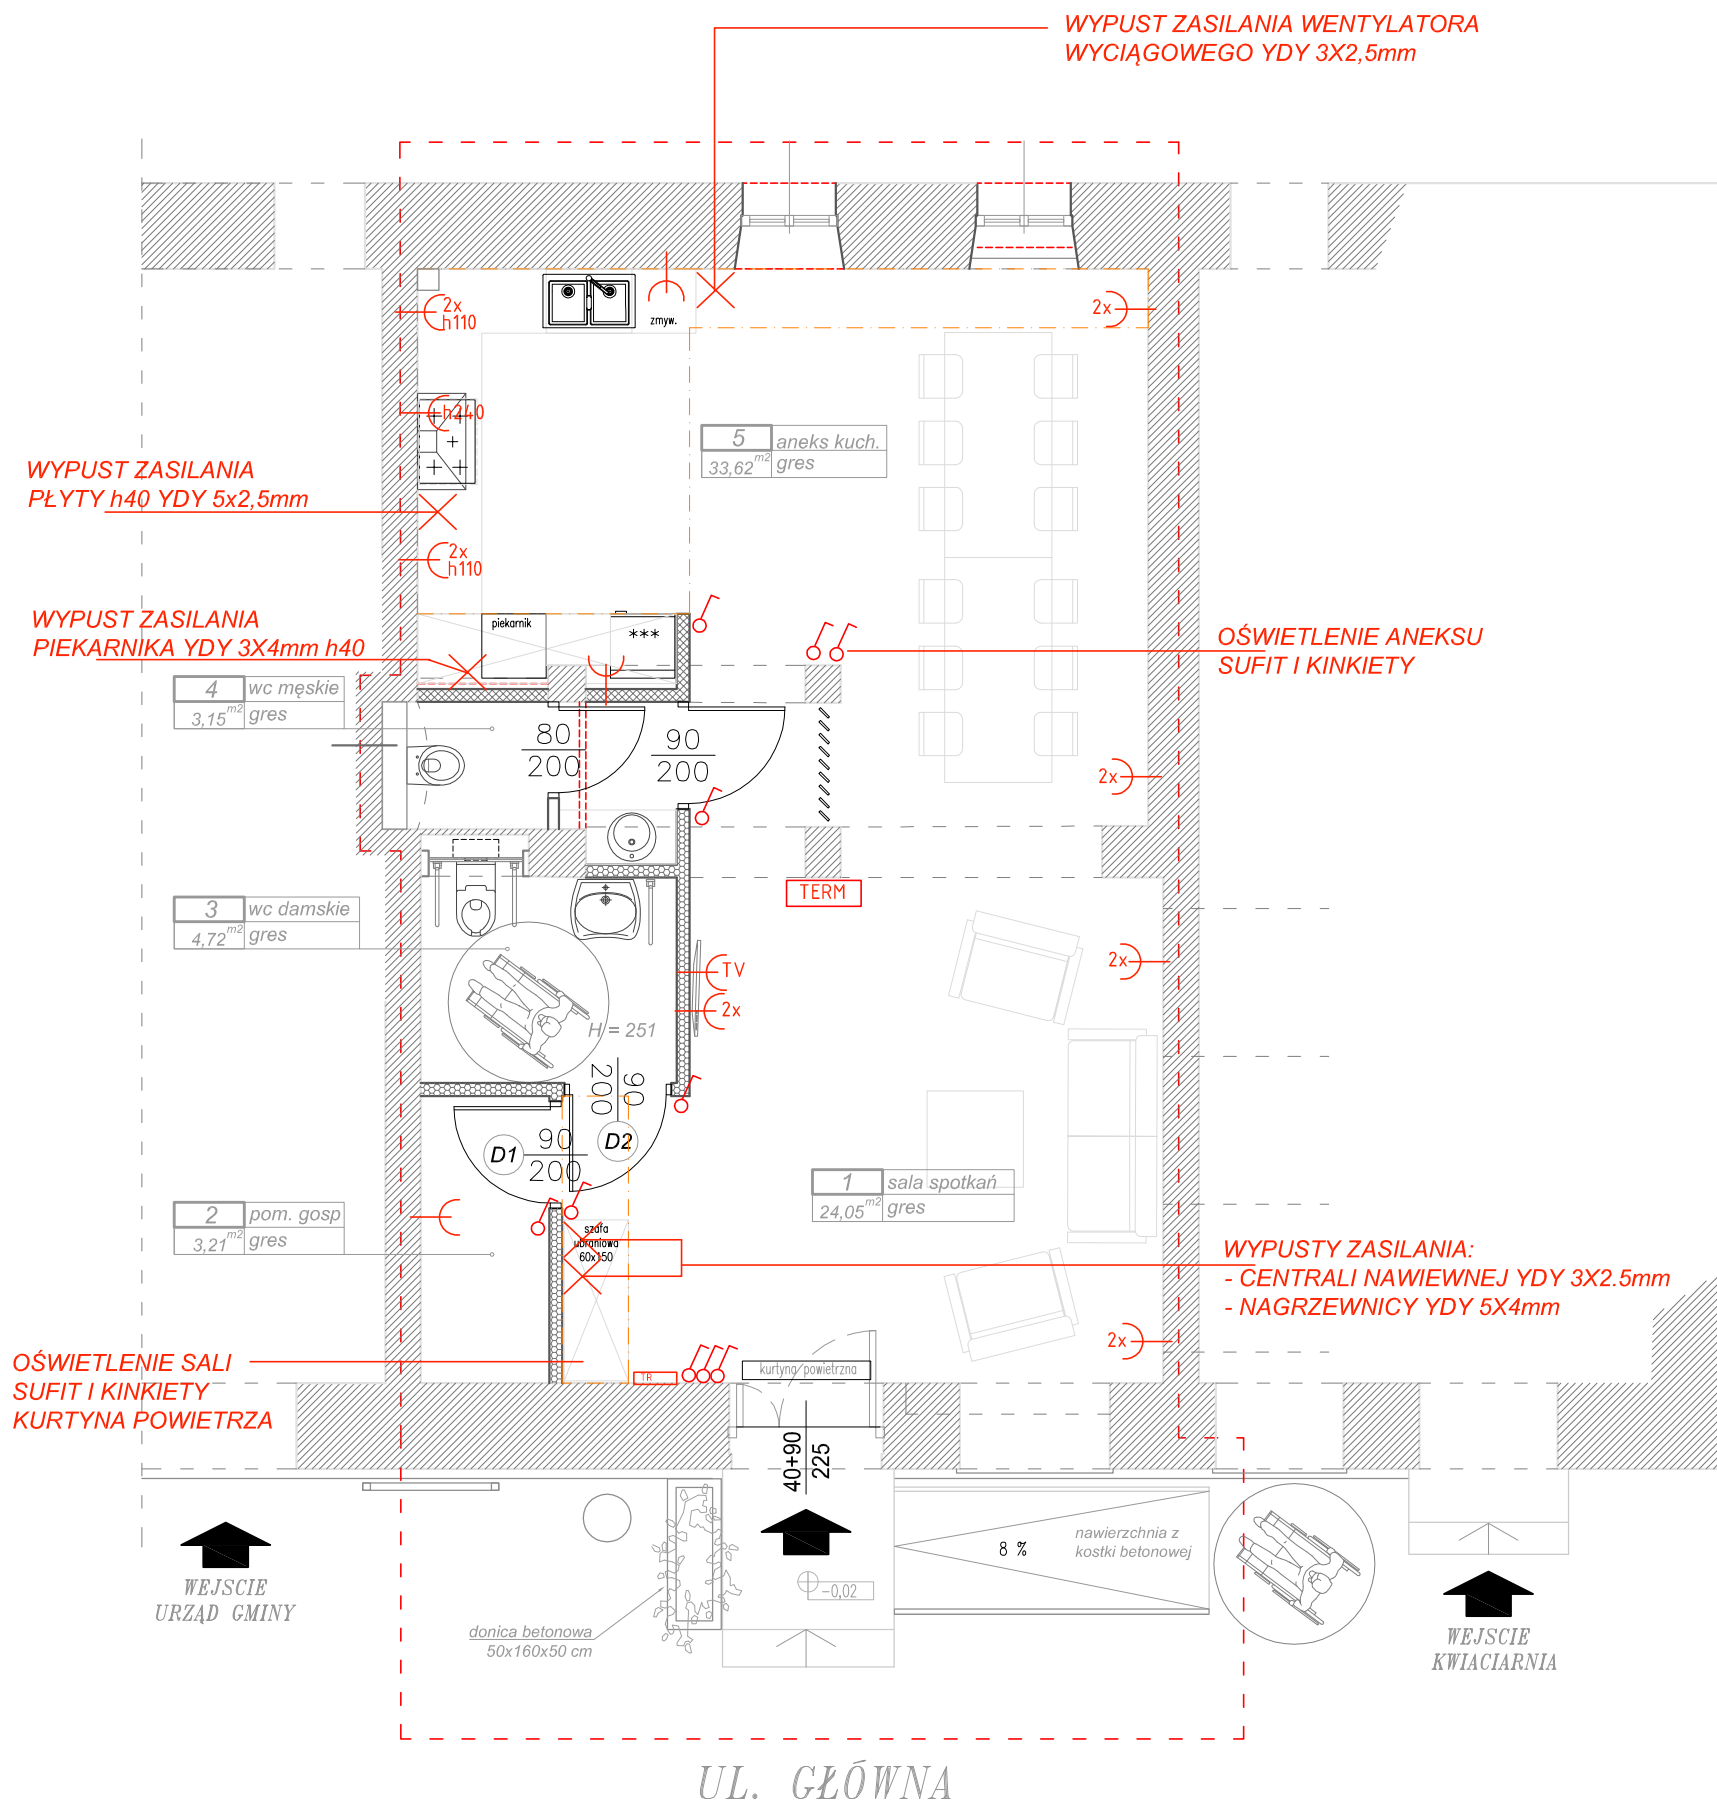 WYPUST ZASILANIA WENTYLATORA
WYCIĄGOWEGO YDY 3X2,5mm
2x
h110
zmyw.
2x
h240
5 aneks kuch.
33,62 m2 gres
WYPUST ZASILANIA
PŁYTY h40 YDY 5x2,5mm
2x
h110
WYPUST ZASILANIA
PIEKARNIKA YDY 3X4mm h40
piekarnik
***
OŚWIETLENIE ANEKSU
SUFIT I KINKIETY
4 wc męskie
3,15 m2 gres
80
200
90
200
2x
TERM
3 wc damskie
4,72 m2 gres
TV
2x
2x
H = 251
90
200
D1
90
200
D2
1 sala spotkań
24,05 m2 gres
2 pom. gosp
3,21 m2 gres
szafa
ubraniowa
60x150
WYPUSTY ZASILANIA:
- CENTRALI NAWIEWNEJ YDY 3X2.5mm
- NAGRZEWNICY YDY 5X4mm
2x
OŚWIETLENIE SALI
SUFIT I KINKIETY
KURTYNA POWIETRZA
TR
kurtyna powietrzna
40+90
225
nawierzchnia z
kostki betonowej
8 %
-0,02
WEJSCIE
URZĄD GMINY
donica betonowa
50x160x50 cm
WEJSCIE
KWIACIARNIA
UL. GŁÓWNA